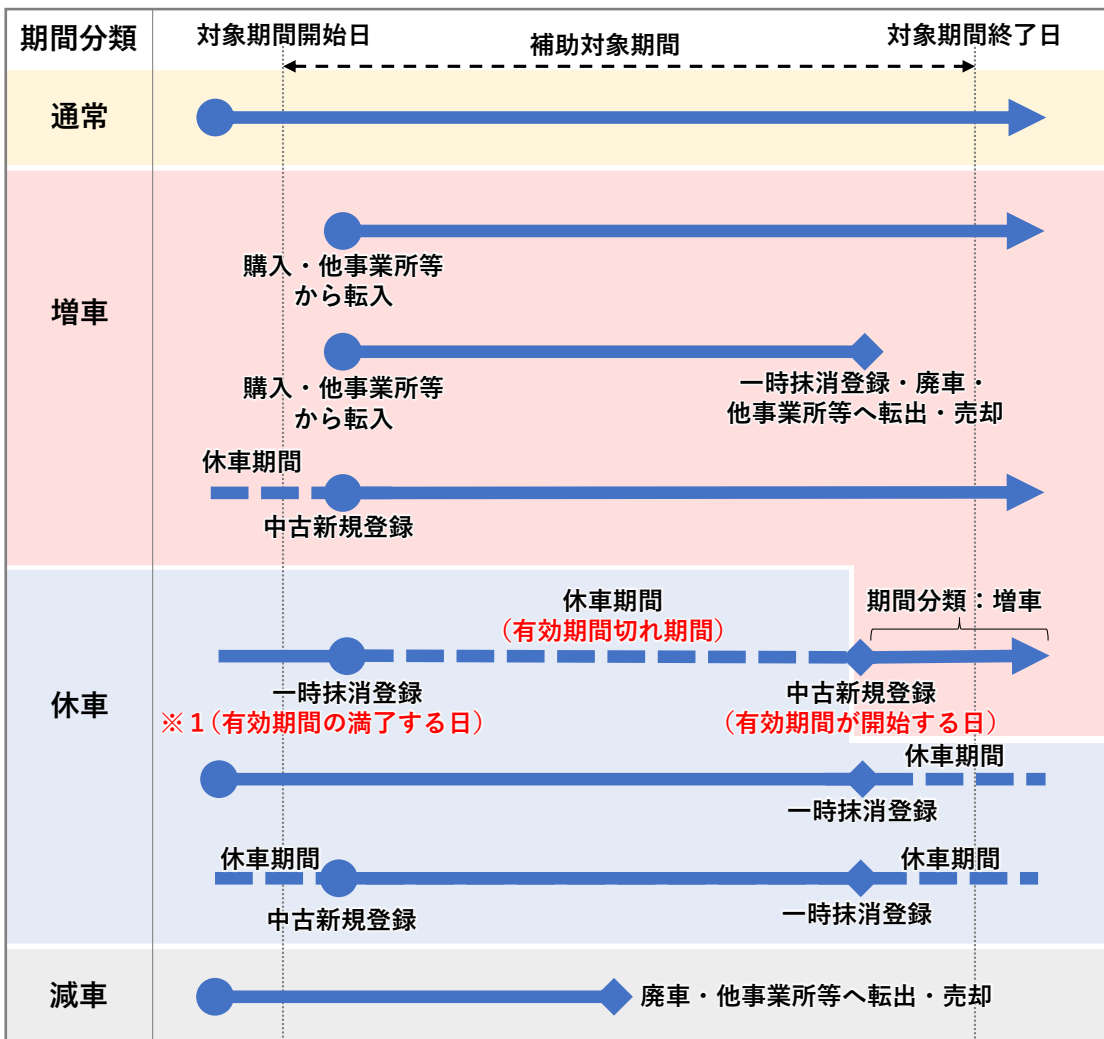 期間分類
対象期間開始日
補助対象期間
対象期間終了日
通常
増車
購入・他事業所等
から転入
購入・他事業所等
から転入
一時抹消登録・廃車・
他事業所等へ転出・売却
休車期間
中古新規登録
休車
休車期間
（有効期間切れ期間）
期間分類：増車
一時抹消登録
※１（有効期間の満了する日）
中古新規登録
（有効期間が開始する日）
休車期間
一時抹消登録
休車期間
中古新規登録
休車期間
一時抹消登録
減車
廃車・他事業所等へ転出・売却